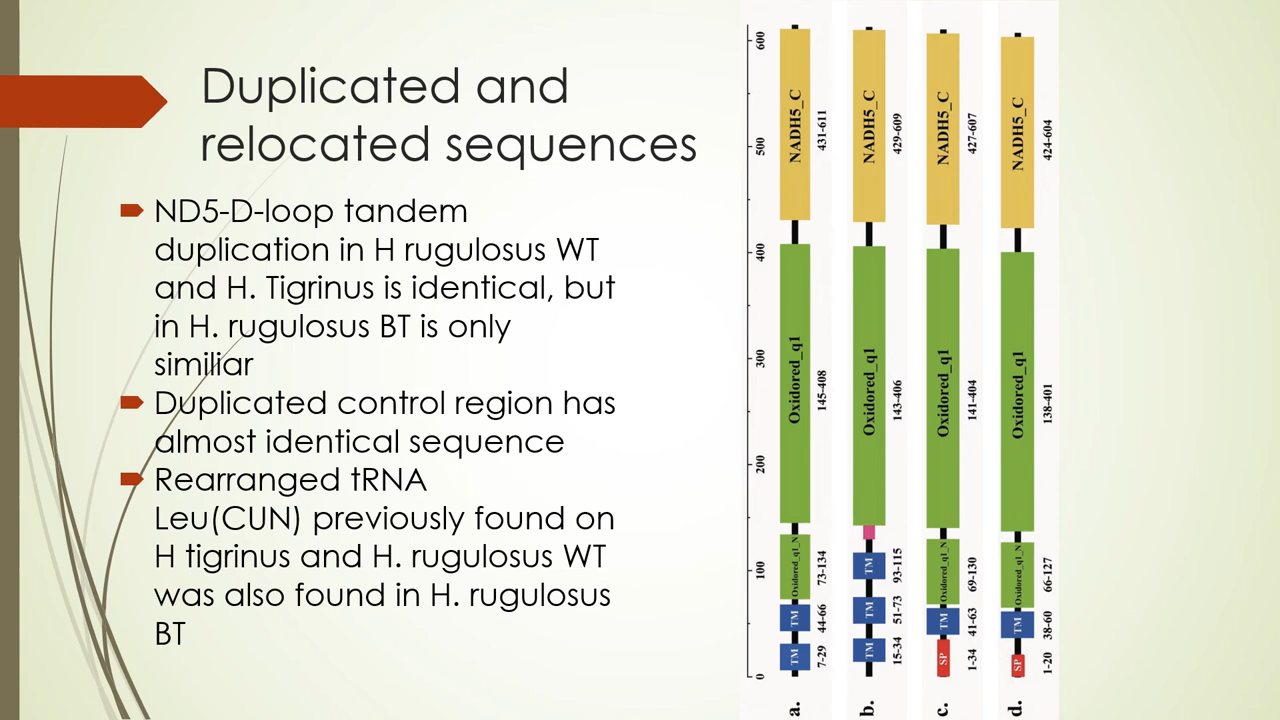 Duplicated and
relocated sequences
ND5-D-loop tandem
duplication in H rugulosus WT
and H. Tigrinus is identical, but
in H. rugulosus BT is only
similiar
Duplicated control region has
almost identical sequence
Rearranged tRNA
Leu(CUN) previously found on
H tigrinus and H. rugulosus WT
was also found in H. rugulosus
BT
0 100 200 300 400 500 600
a.
TM TM Oxidored_q1_N Oxidored_q1 NADH5_C
7-29 44-66 73-134 145-408 431-611
b.
TM TM TM Oxidored_q1 NADH5_C
15-34 51-73 93-115 143-406 429-609
c.
SP TM Oxidored_q1_N Oxidored_q1 NADH5_C
1-34 41-63 69-130 141-404 427-607
d.
SP TM Oxidored_q1_N Oxidored_q1 NADH5_C
1-20 38-60 66-127 138-401 424-604